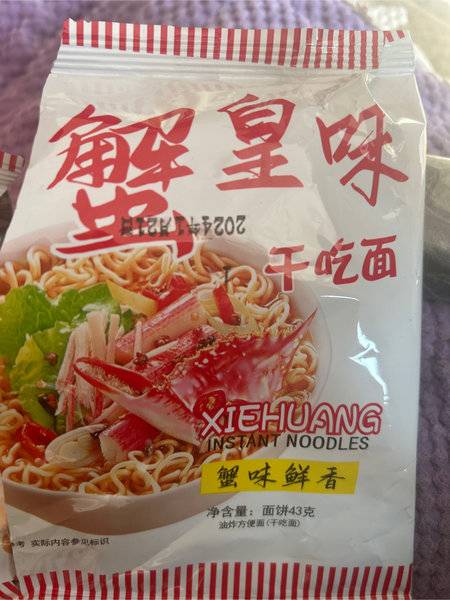 蟹皇味
2024年1月21日
干吃面
XIEHUANG
INSTANT NOODLES
蟹味鲜香
净含量：面饼43克
油炸方便面(干吃面)
考 实际内容参见标识